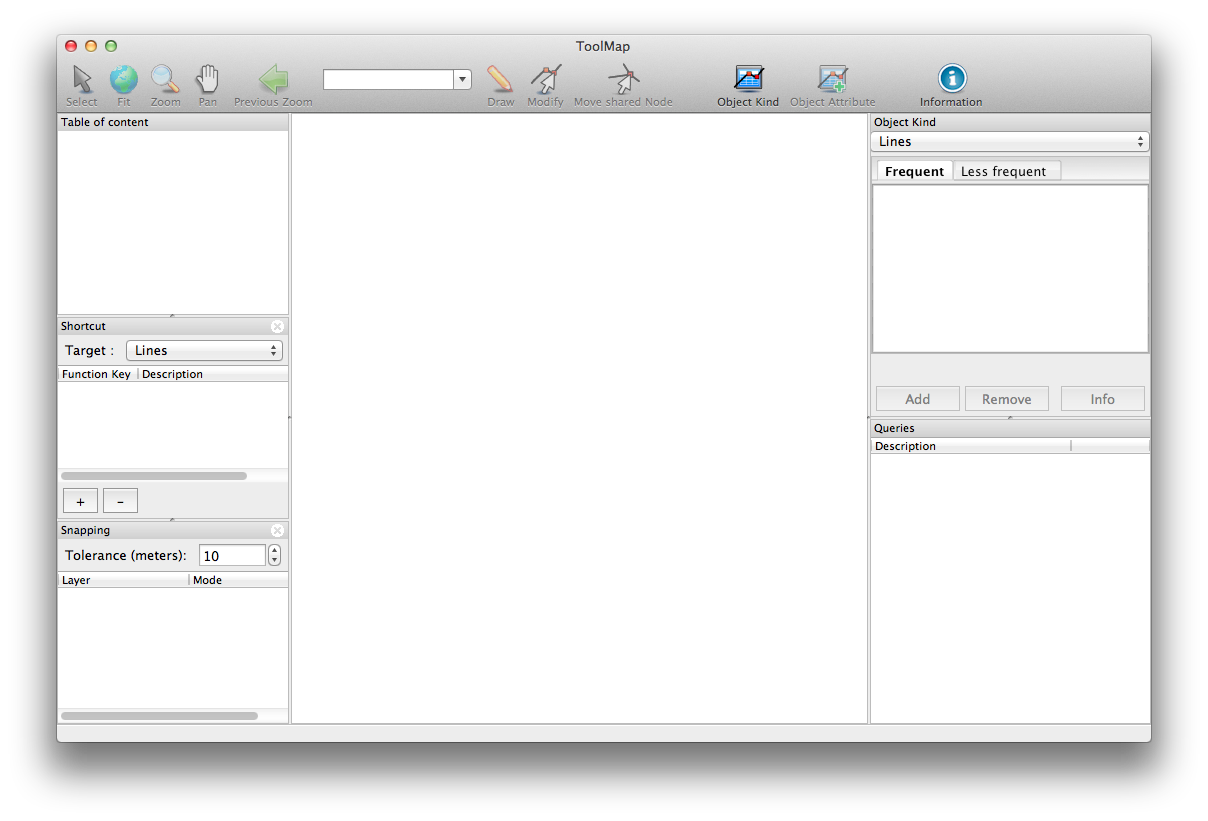 ToolMap
Select Fit Zoom Pan Previous Zoom Draw Modify Move shared Node Object Kind Object Attribute Information
Table of content
Shortcut
Target : Lines
Function Key Description
+ -
Snapping
Tolerance (meters): 10
Layer Mode
Object Kind
Lines
Frequent Less frequent
Add Remove Info
Queries
Description